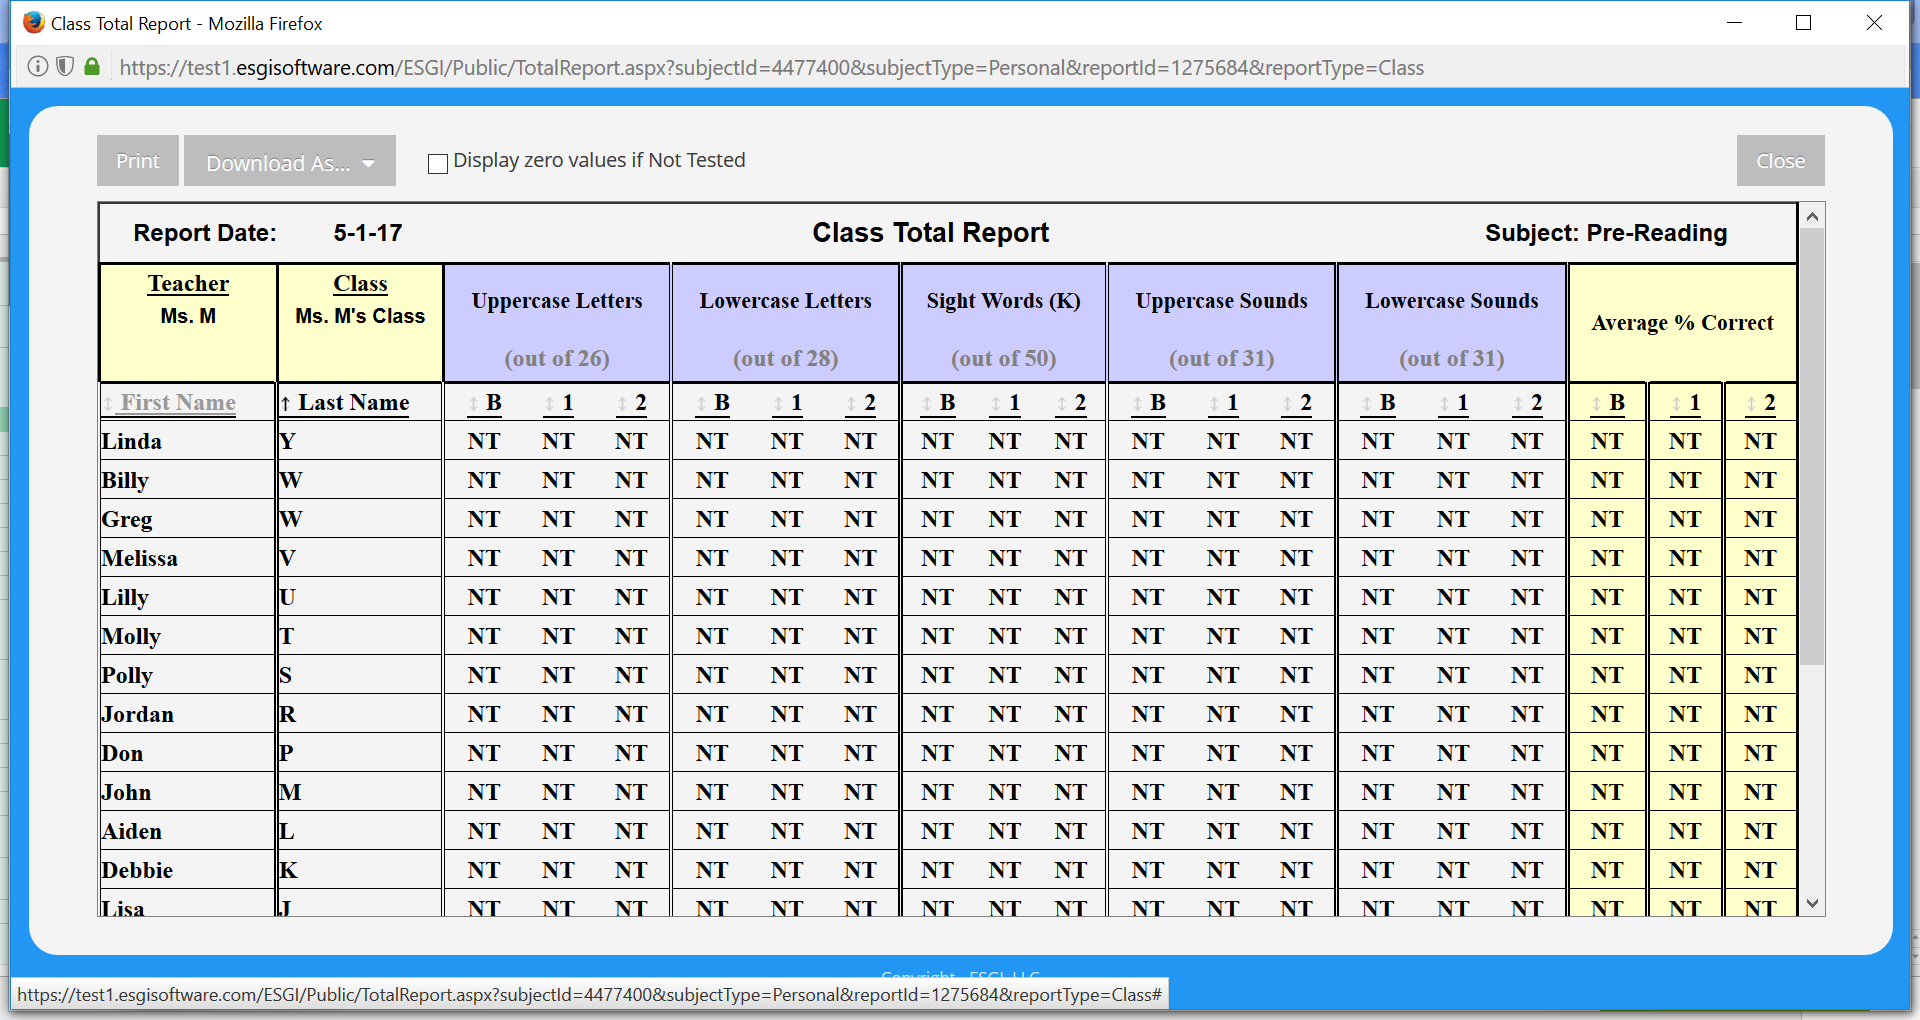 Class Total Report - Mozilla Firefox
https://test1.esgisoftware.com/ESGI/Public/TotalReport.aspx?subjectId=4477400&subjectType=Personal&reportId=1275684&reportType=Class
Print Download As... Display zero values if Not Tested Close
Report Date: 5-1-17 Class Total Report Subject: Pre-Reading
Teacher Class
Ms. M Ms. M's Class
Uppercase Letters Lowercase Letters Sight Words (K) Uppercase Sounds Lowercase Sounds Average % Correct
(out of 26) (out of 28) (out of 50) (out of 31) (out of 31)
↕ First Name ↑ Last Name ↕ B ↕ 1 ↕ 2 ↕ B ↕ 1 ↕ 2 ↕ B ↕ 1 ↕ 2 ↕ B ↕ 1 ↕ 2 ↕ B ↕ 1 ↕ 2 ↕ B ↕ 1 ↕ 2
Linda Y NT NT NT NT NT NT NT NT NT NT NT NT NT NT NT NT NT NT
Billy W NT NT NT NT NT NT NT NT NT NT NT NT NT NT NT NT NT NT
Greg W NT NT NT NT NT NT NT NT NT NT NT NT NT NT NT NT NT NT
Melissa V NT NT NT NT NT NT NT NT NT NT NT NT NT NT NT NT NT NT
Lilly U NT NT NT NT NT NT NT NT NT NT NT NT NT NT NT NT NT NT
Molly T NT NT NT NT NT NT NT NT NT NT NT NT NT NT NT NT NT NT
Polly S NT NT NT NT NT NT NT NT NT NT NT NT NT NT NT NT NT NT
Jordan R NT NT NT NT NT NT NT NT NT NT NT NT NT NT NT NT NT NT
Don P NT NT NT NT NT NT NT NT NT NT NT NT NT NT NT NT NT NT
John M NT NT NT NT NT NT NT NT NT NT NT NT NT NT NT NT NT NT
Aiden L NT NT NT NT NT NT NT NT NT NT NT NT NT NT NT NT NT NT
Debbie K NT NT NT NT NT NT NT NT NT NT NT NT NT NT NT NT NT NT
Lisa J NT NT NT NT NT NT NT NT NT NT NT NT NT NT NT NT NT NT
Copyright - ESGI, LLC
https://test1.esgisoftware.com/ESGI/Public/TotalReport.aspx?subjectId=4477400&subjectType=Personal&reportId=1275684&reportType=Class#